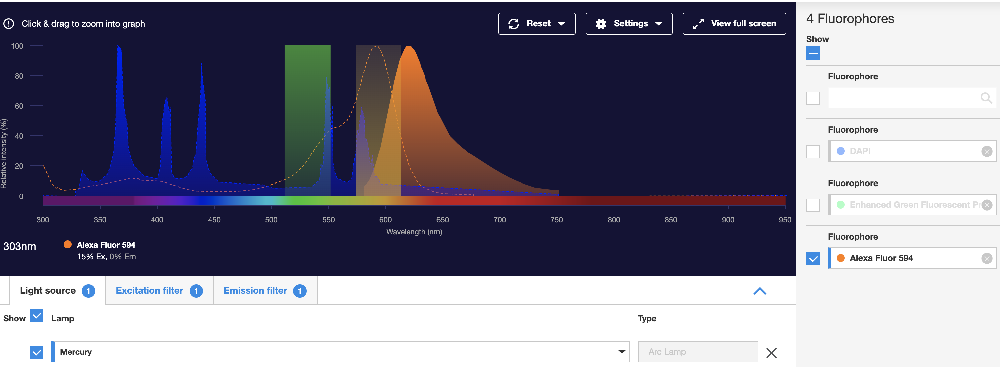 Click & drag to zoom into graph
Reset
Settings
View full screen
100
80
60
40
20
0
Relative intensity (%)
300 350 400 450 500 550 600 650 700 750 800 850 900 950
Wavelength (nm)
303nm
Alexa Fluor 594
15% Ex, 0% Em
Light source 1
Excitation filter 1
Emission filter 1
Show Lamp Type
Mercury Arc Lamp
4 Fluorophores
Show
Fluorophore
Fluorophore
DAPI
Fluorophore
Enhanced Green Fluorescent Pr
Fluorophore
Alexa Fluor 594